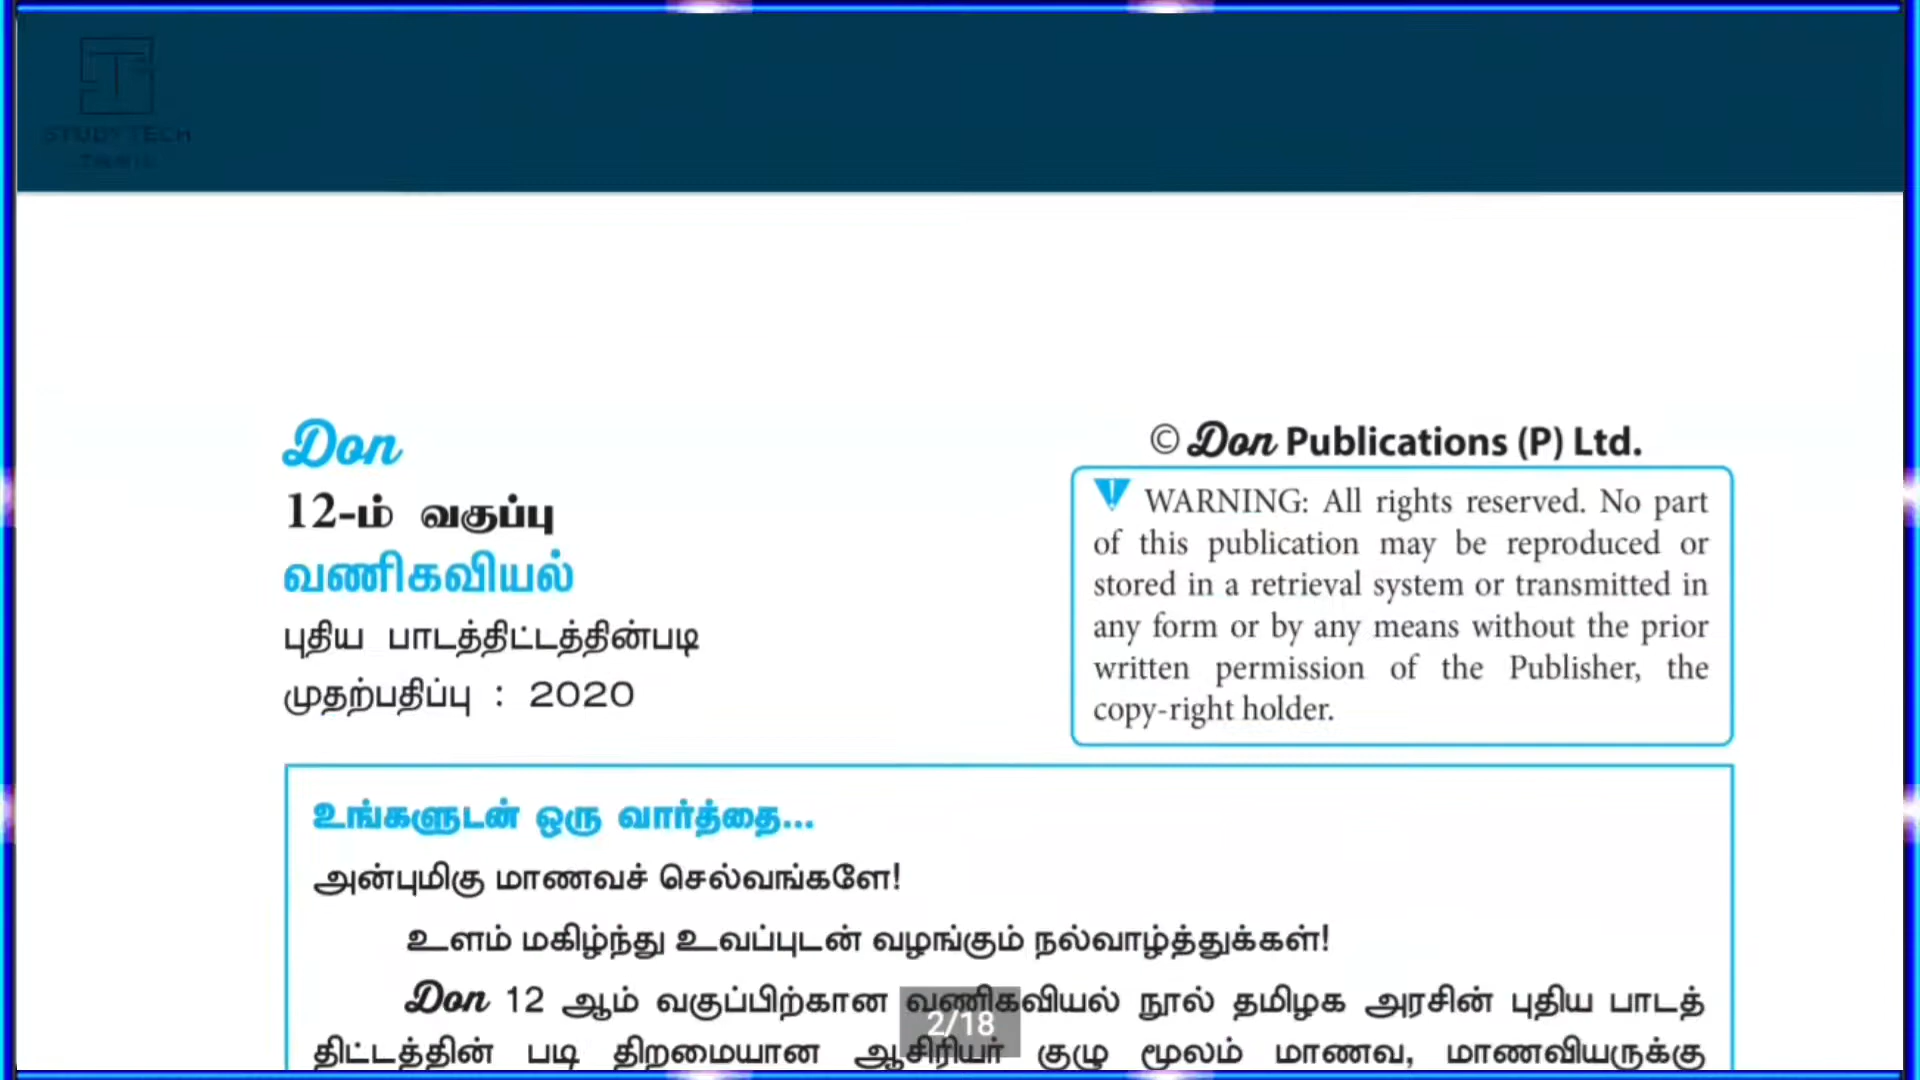 STUDY TECH
Don
12-ம் வகுப்பு
வணிகவியல்
புதிய பாடத்திட்டத்தின்படி
முதற்பதிப்பு : 2020
© Don Publications (P) Ltd.
WARNING: All rights reserved. No part
of this publication may be reproduced or
stored in a retrieval system or transmitted in
any form or by any means without the prior
written permission of the Publisher, the
copy-right holder.
உங்களுடன் ஒரு வார்த்தை...
அன்புமிகு மாணவச் செல்வங்களே!
உளம் மகிழ்ந்து உவப்புடன் வழங்கும் நல்வாழ்த்துக்கள்!
Don 12 ஆம் வகுப்பிற்கான வணிகவியல் நூல் தமிழக அரசின் புதிய பாடத்
2/18
திட்டத்தின் படி திறமையான ஆசிரியர் குழு மூலம் மாணவ, மாணவியருக்கு